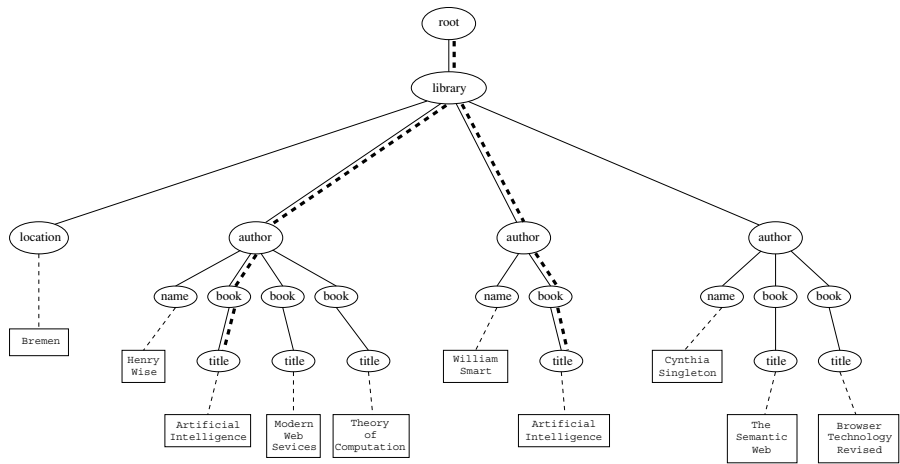 root
library
location
author
author
author
name
book
book
book
name
book
name
book
book
Bremen
Henry
Wise
title
title
title
William
Smart
title
Cynthia
Singleton
title
title
Artificial
Intelligence
Modern
Web
Sevices
Theory
of
Computation
Artificial
Intelligence
The
Semantic
Web
Browser
Technology
Revised